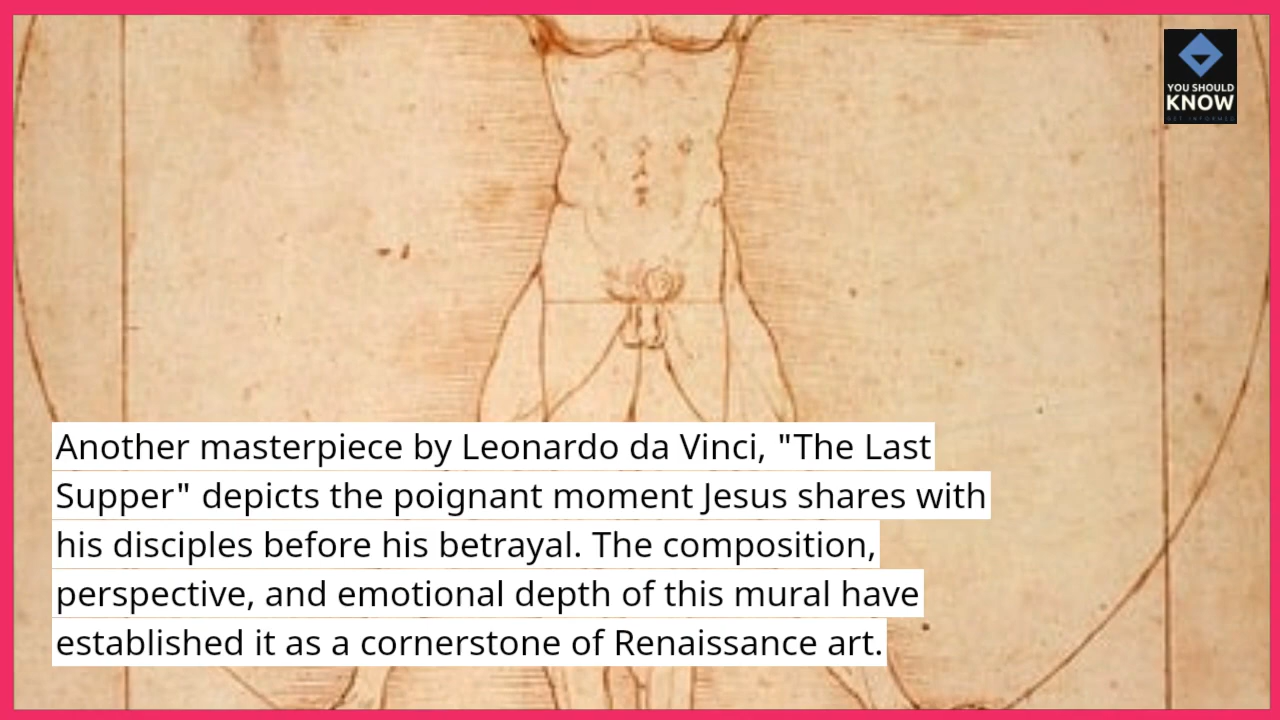 YOU SHOULD
KNOW
GET INFORMED
Another masterpiece by Leonardo da Vinci, "The Last
Supper" depicts the poignant moment Jesus shares with
his disciples before his betrayal. The composition,
perspective, and emotional depth of this mural have
established it as a cornerstone of Renaissance art.